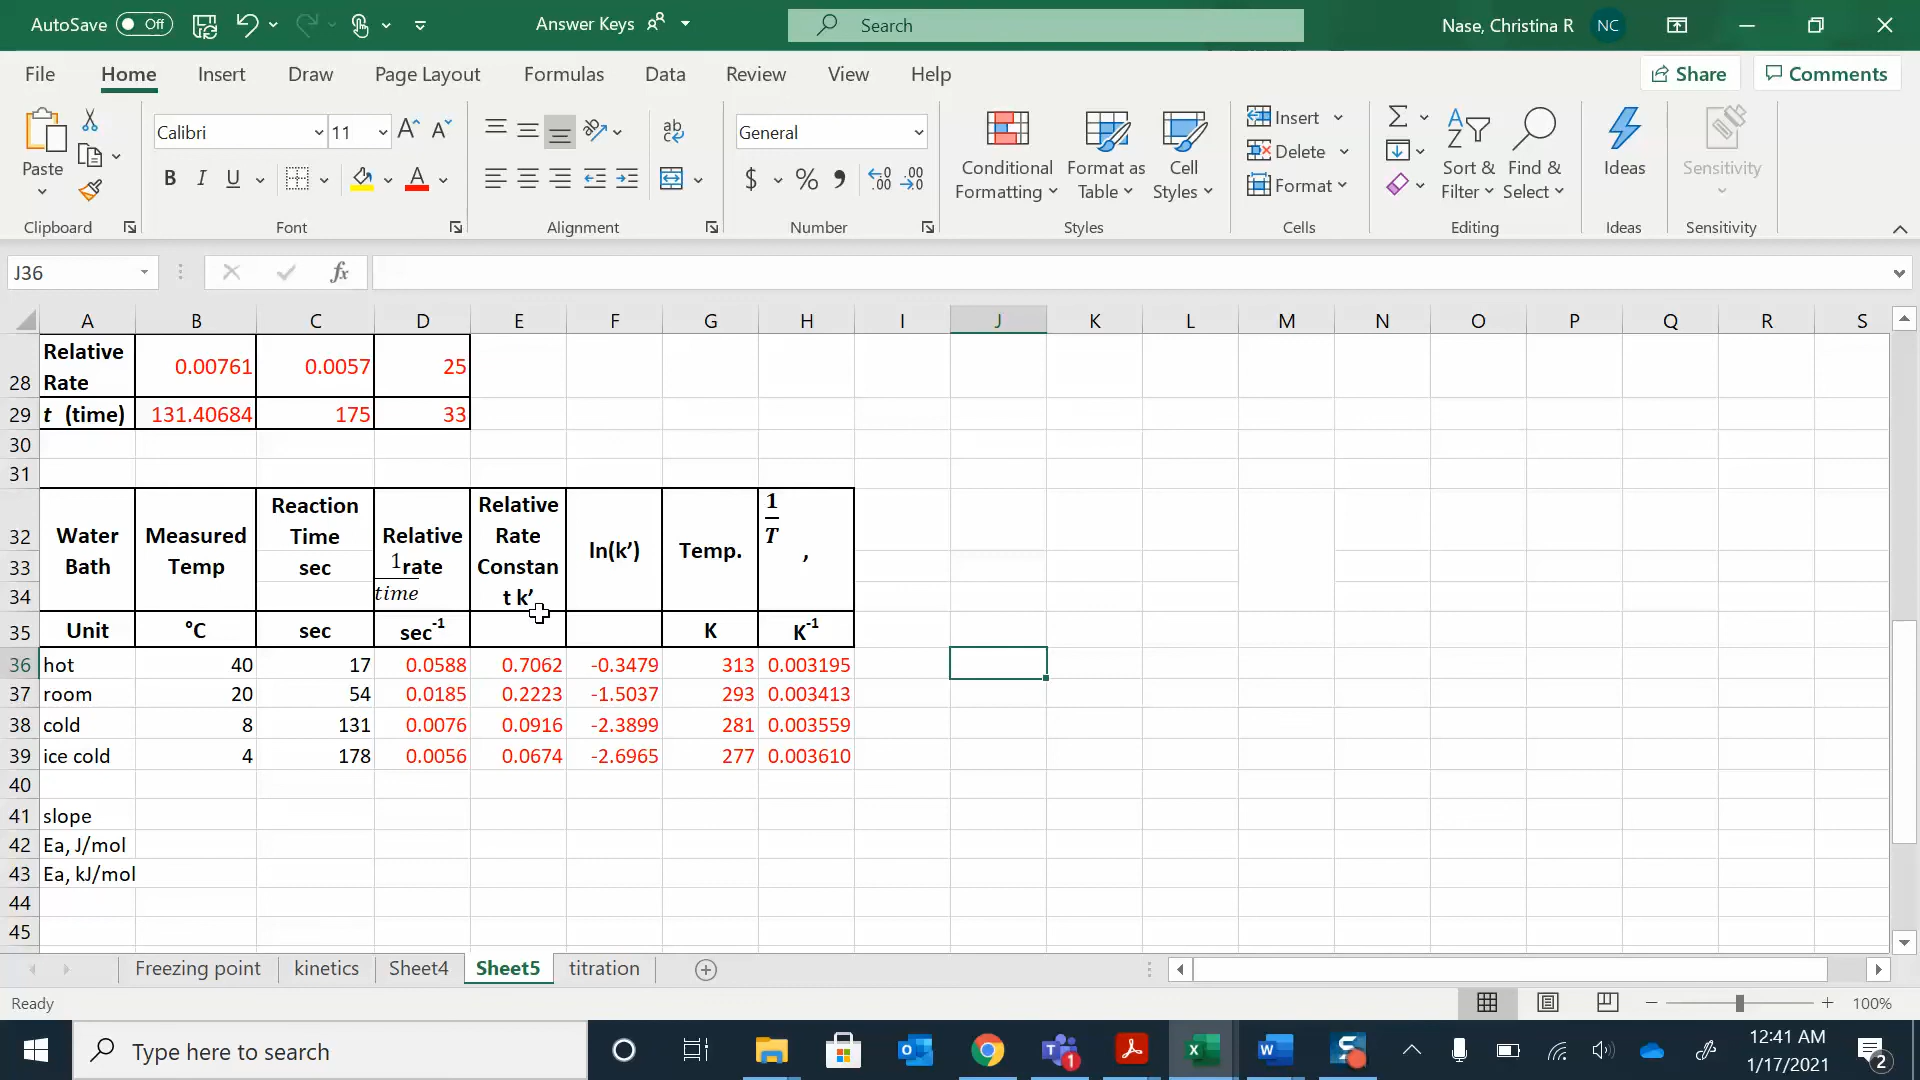 AutoSave Off Answer Keys Search Nase, Christina R NC
File Home Insert Draw Page Layout Formulas Data Review View Help Share Comments
Paste Calibri 11 B I U General $ % Conditional Formatting Format as Table Cell Styles Insert Delete Format Sort & Filter Find & Select Ideas Sensitivity
Clipboard Font Alignment Number Styles Cells Editing Ideas Sensitivity
J36 fx
A B C D E F G H I J K L M N O P Q R S
28 Relative Rate 0.00761 0.0057 25
29 t (time) 131.40684 175 33
30
31
32 Water Bath Measured Temp Reaction Time Relative rate Relative Rate Constant k’ ln(k’) Temp. 1/T ,
33 sec 1
34 time
35 Unit °C sec sec-1 K K-1
36 hot 40 17 0.0588 0.7062 -0.3479 313 0.003195
37 room 20 54 0.0185 0.2223 -1.5037 293 0.003413
38 cold 8 131 0.0076 0.0916 -2.3899 281 0.003559
39 ice cold 4 178 0.0056 0.0674 -2.6965 277 0.003610
40
41 slope
42 Ea, J/mol
43 Ea, kJ/mol
44
45
Freezing point kinetics Sheet4 Sheet5 titration
Ready 100%
Type here to search 1 12:41 AM
1/17/2021 2